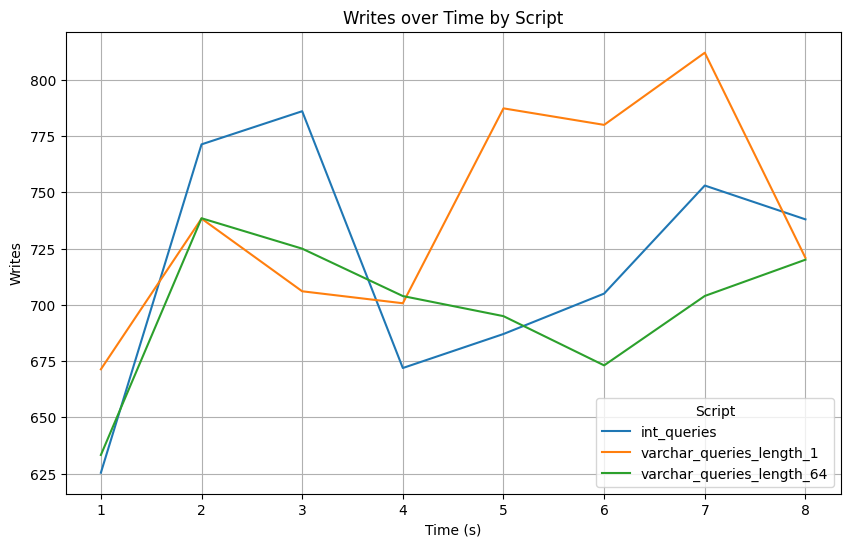 Writes over Time by Script
Writes
800
775
750
725
700
675
650
625
1 2 3 4 5 6 7 8
Time (s)
Script
int_queries
varchar_queries_length_1
varchar_queries_length_64